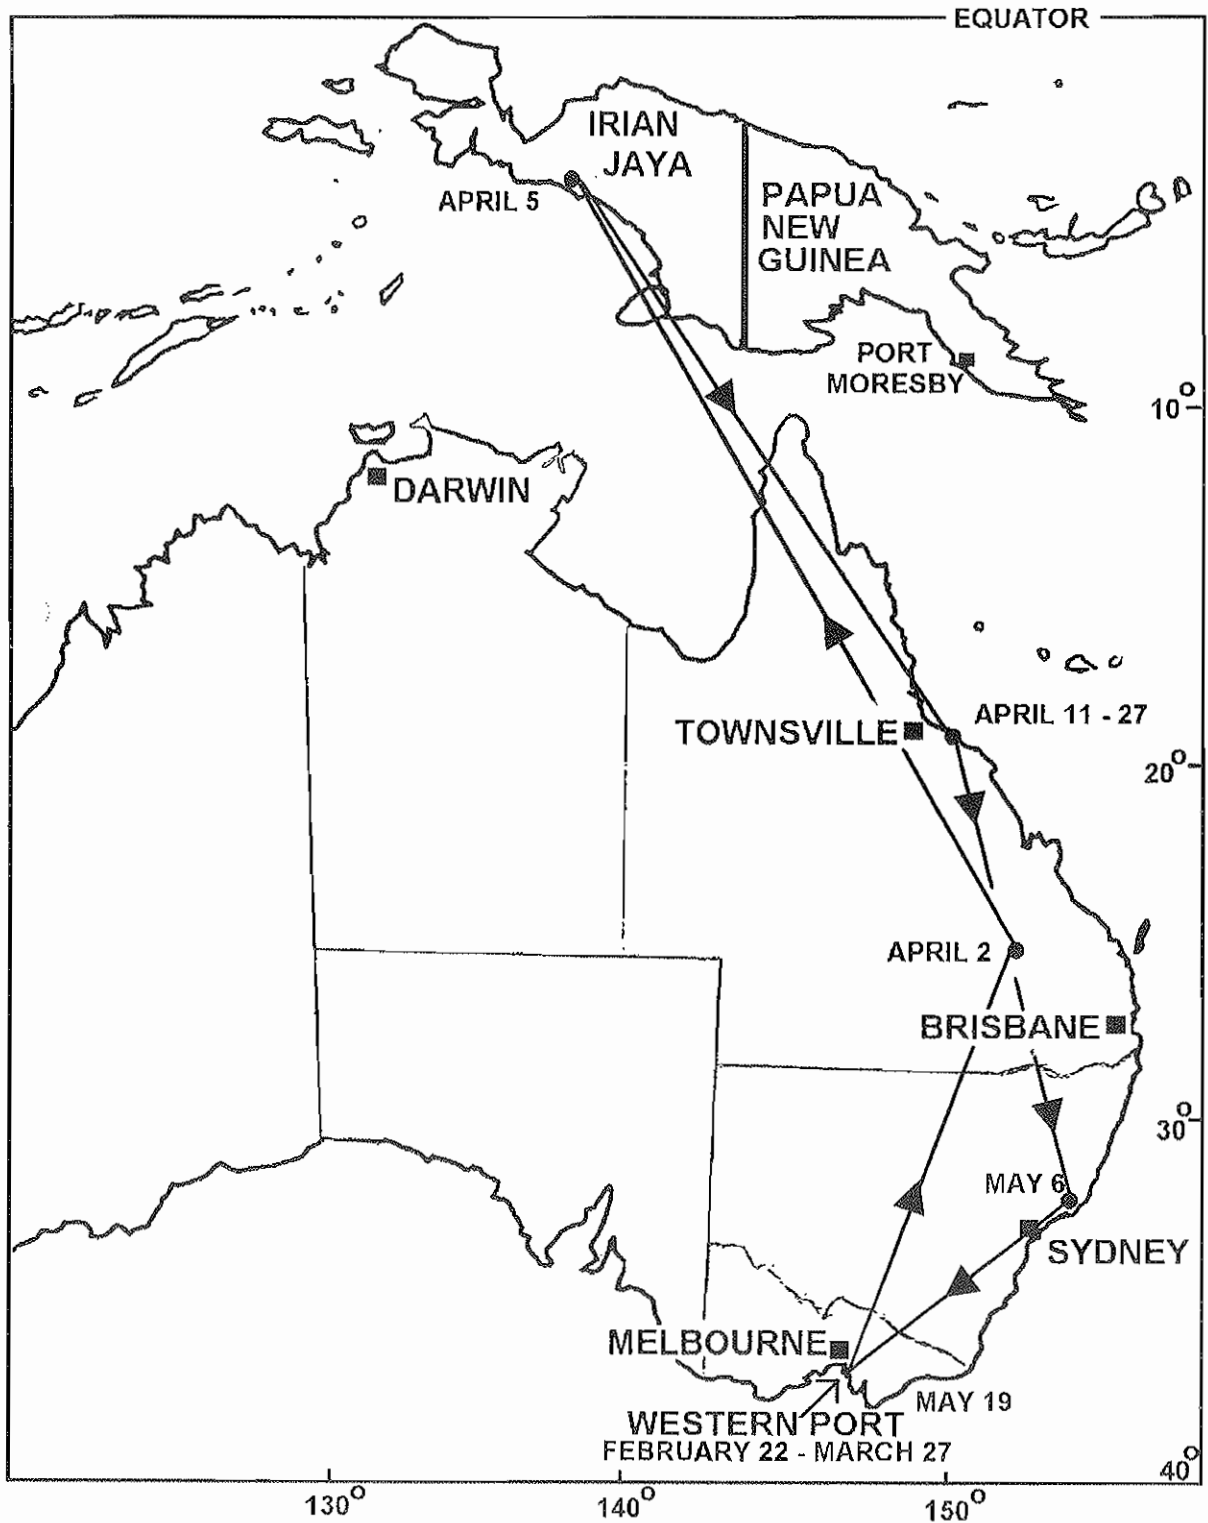 EQUATOR
IRIAN
JAYA
APRIL 5
PAPUA
NEW
GUINEA
PORT
MORESBY
10°
DARWIN
APRIL 11 - 27
TOWNSVILLE
20°
APRIL 2
BRISBANE
30°
MAY 6
SYDNEY
MELBOURNE
MAY 19
WESTERN PORT
FEBRUARY 22 - MARCH 27
40°
130°
140°
150°